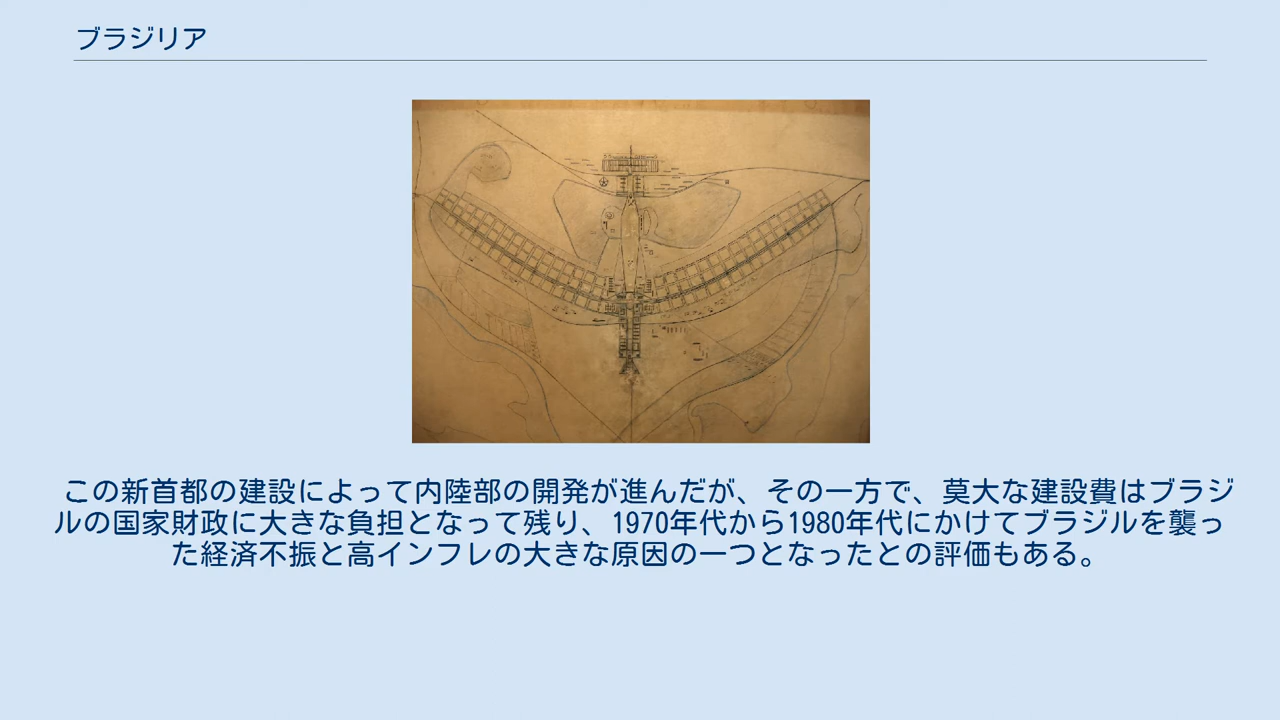 ブラジリア
この新首都の建設によって内陸部の開発が進んだが、その一方で、莫大な建設費はブラジ
ルの国家財政に大きな負担となって残り、1970年代から1980年代にかけてブラジルを襲っ
た経済不振と高インフレの大きな原因の一つとなったとの評価もある。